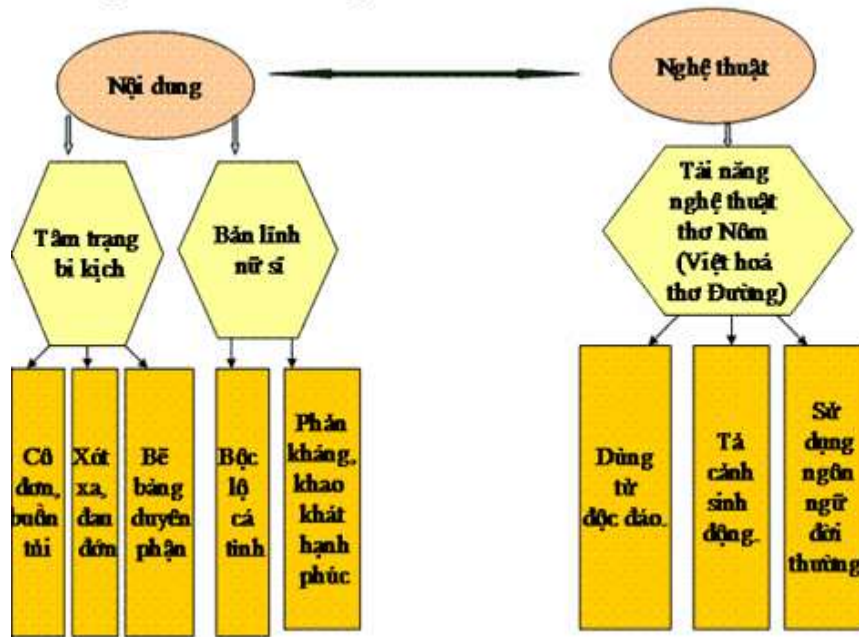 Nội dung
Nghệ thuật
Tâm trạng
bi kịch
Bản lĩnh
nữ sĩ
Tài năng
nghệ thuật
thơ Nôm
(Việt hoá
thơ Đường)
Cô
đơn,
buồn
tủi
Xót
xa,
đau
đớn
Bẽ
bàng
duyên
phận
Bộc
lộ
cá
tính
Phản
kháng,
khao
khát
hạnh
phúc
Dùng
từ
độc đáo.
Tả
cảnh
sinh
động.
Sử
dụng
ngôn
ngữ
đời
thường